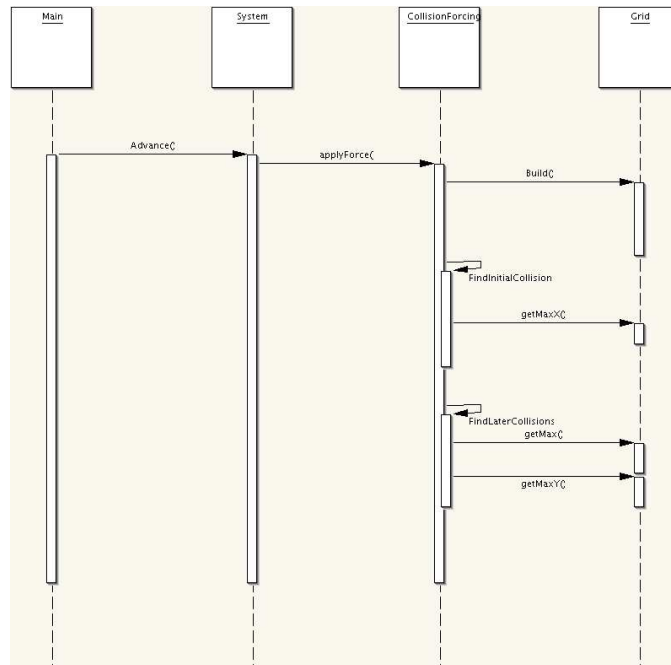 Main
System
CollisionForcing
Grid
Advance()
applyForce()
Build()
FindInitialCollision
getMaxX()
FindLaterCollisions
getMax()
getMaxY()